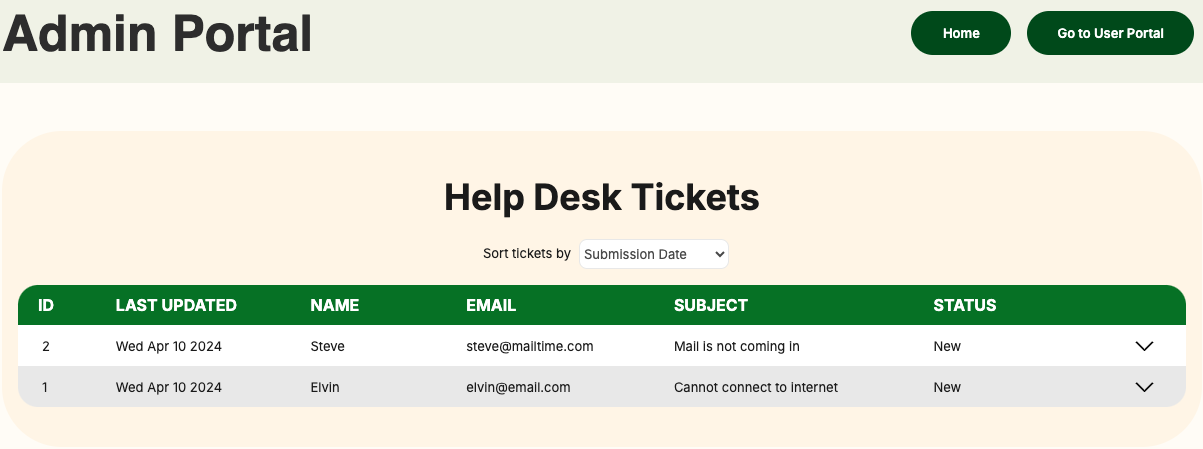 Admin Portal
Home
Go to User Portal
Help Desk Tickets
Sort tickets by Submission Date
ID LAST UPDATED NAME EMAIL SUBJECT STATUS
2 Wed Apr 10 2024 Steve steve@mailtime.com Mail is not coming in New
1 Wed Apr 10 2024 Elvin elvin@email.com Cannot connect to internet New